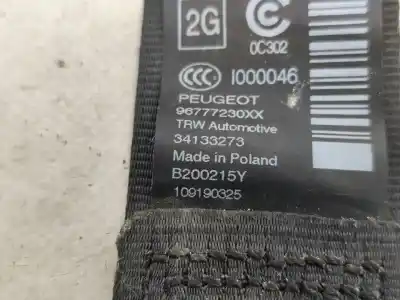 2G
0C302
CCC I000046
PEUGEOT
96777230XX
TRW Automotive
34133273
Made in Poland
B200215Y
109190325